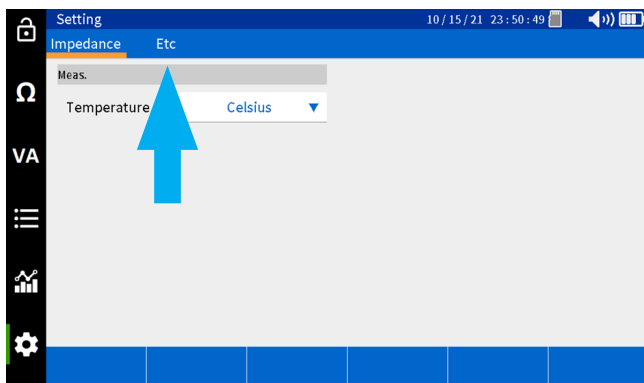 Setting
10/15/21 23:50:49
Impedance Etc
Meas.
Ω
Temperature Celsius
VA